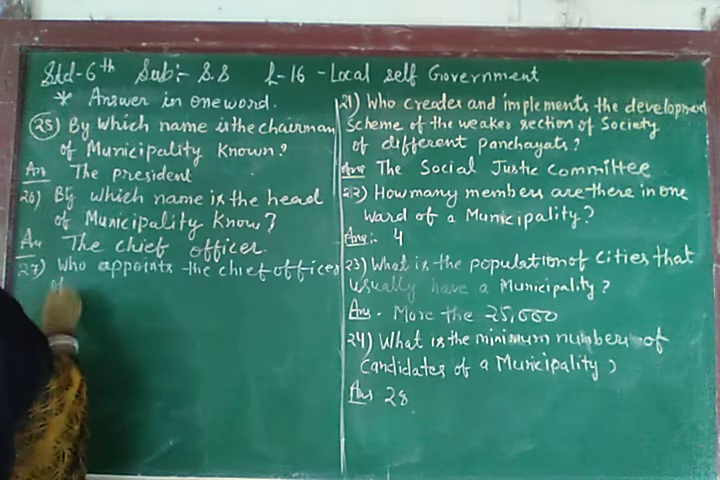 Std-6th Sub:- S.S L-16 - Local self Government
* Answer in one word.
25) By which name is the chairman
of Municipality Known?
Ans The president
26) By which name is the head
of Municipality Know?
An The chief officer.
27) Who appoints the chief officer
of
21) Who creates and implements the development
scheme of the weaker section of Society
of different panchayats?
Ans The Social Justic committee
22) How many members are there in one
ward of a Municipality?
Ans:- 4
23) What is the population of Cities that
usually have a Municipality?
An. More the 25,000
24) What is the minimum number of
Candidates of a Municipality?
Ans 28